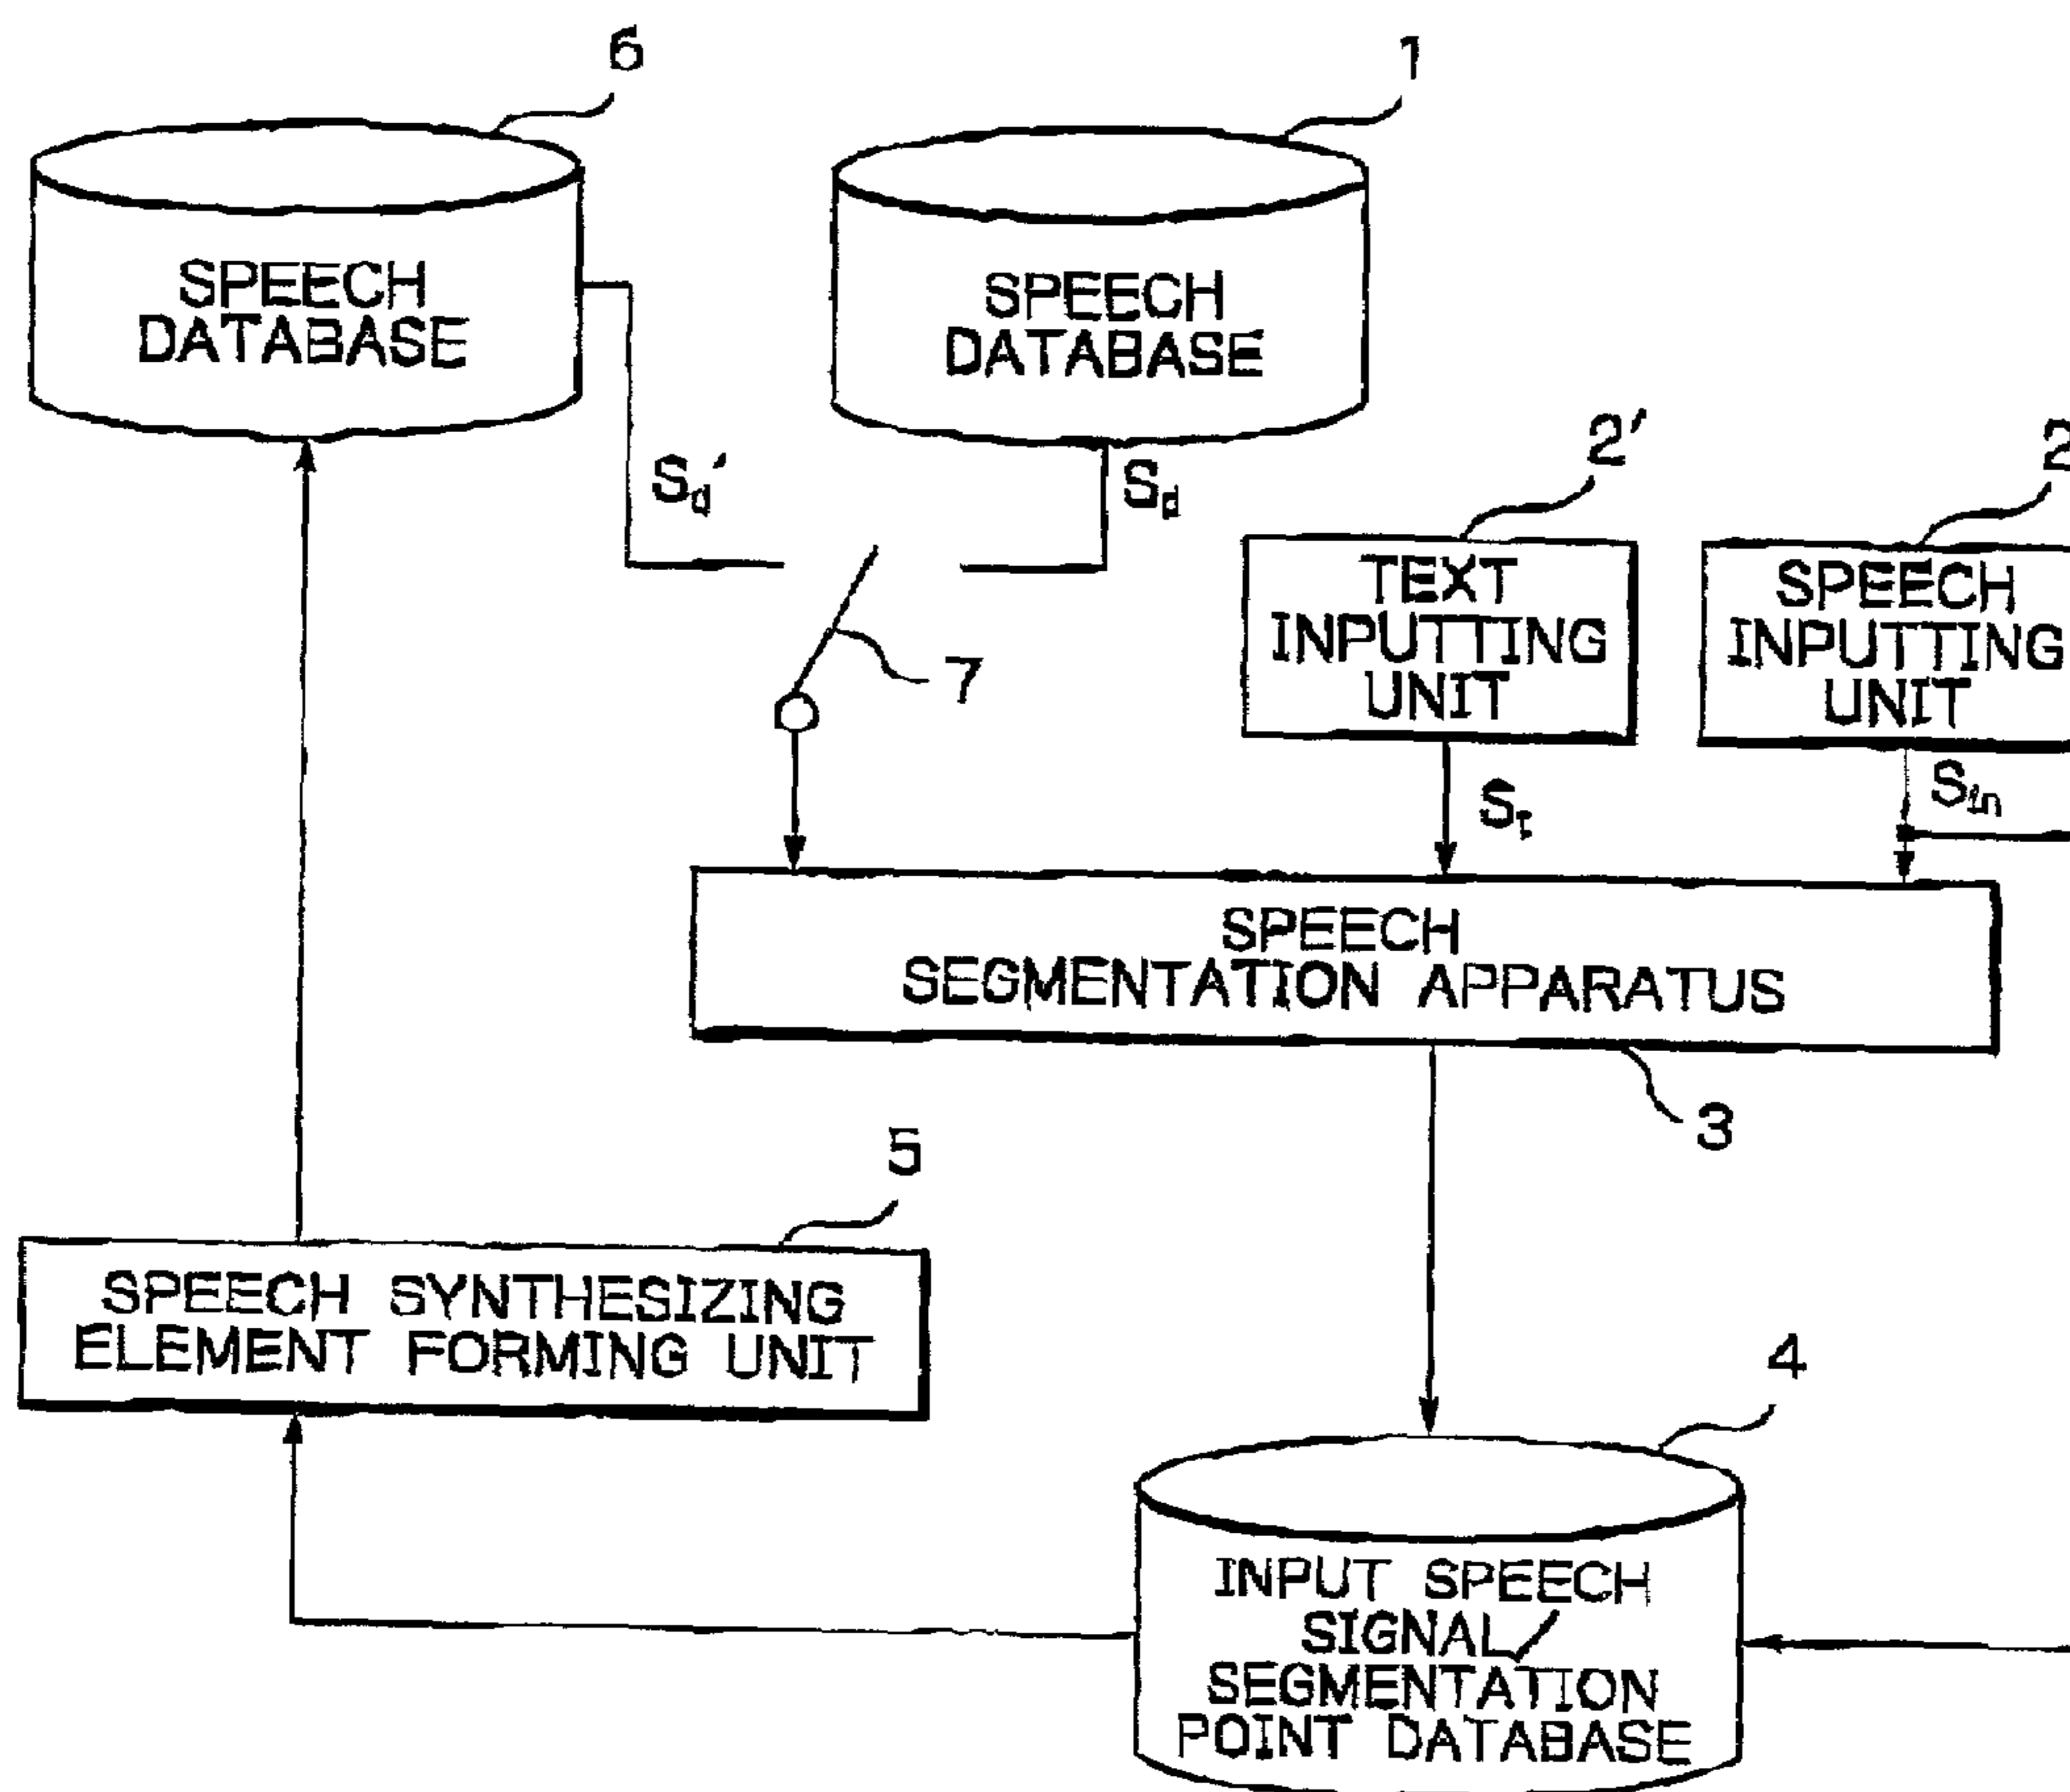 6
1
SPEECH
DATABASE
SPEECH
DATABASE
Sd'
Sd
2'
2
TEXT
INPUTTING
UNIT
SPEECH
INPUTTING
UNIT
7
St
Sin
SPEECH
SEGMENTATION APPARATUS
3
5
SPEECH SYNTHESIZING
ELEMENT FORMING UNIT
4
INPUT SPEECH
SIGNAL/
SEGMENTATION
POINT DATABASE